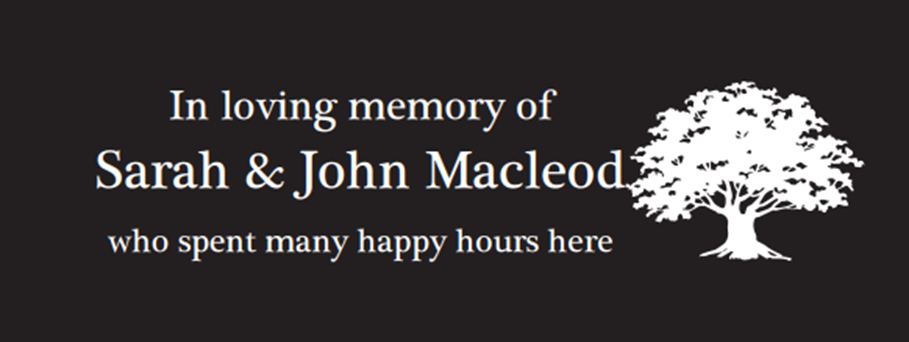 In loving memory of
Sarah & John Macleod
who spent many happy hours here